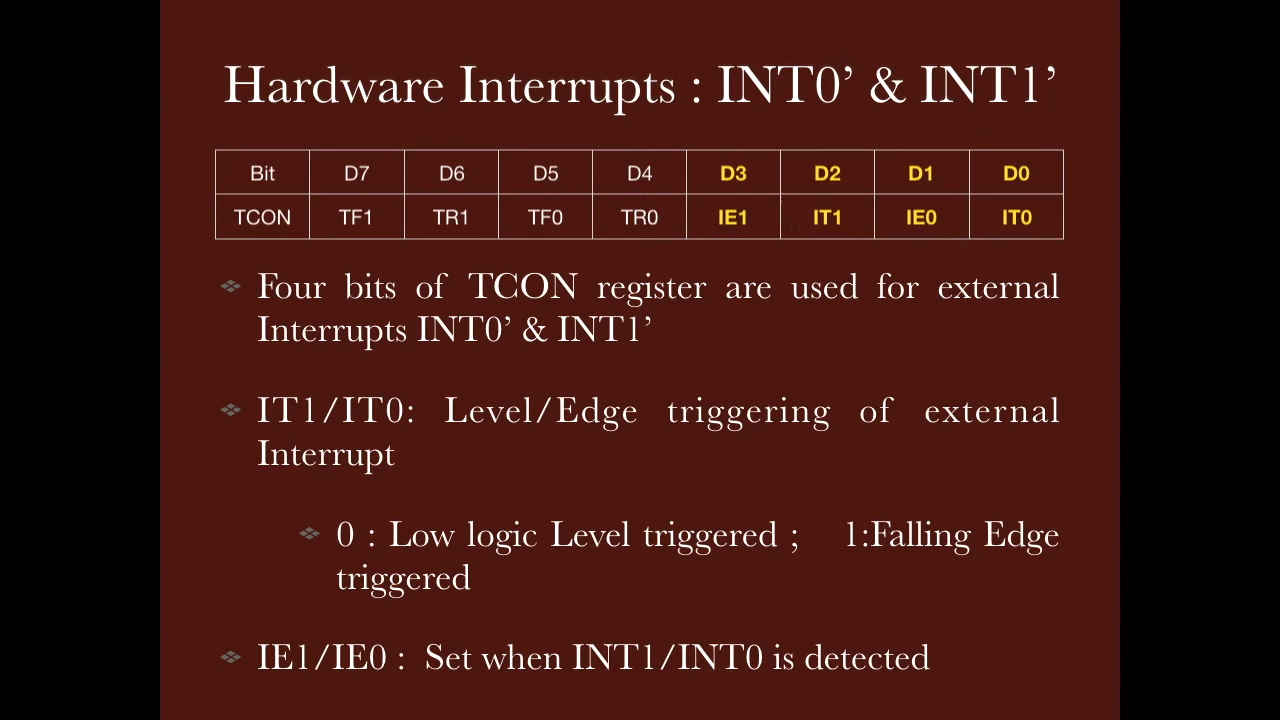 Hardware Interrupts : INT0’ & INT1’
Bit D7 D6 D5 D4 D3 D2 D1 D0
TCON TF1 TR1 TF0 TR0 IE1 IT1 IE0 IT0
Four bits of TCON register are used for external
Interrupts INT0’ & INT1’
IT1/IT0: Level/Edge triggering of external
Interrupt
0 : Low logic Level triggered ; 1:Falling Edge
triggered
IE1/IE0 : Set when INT1/INT0 is detected